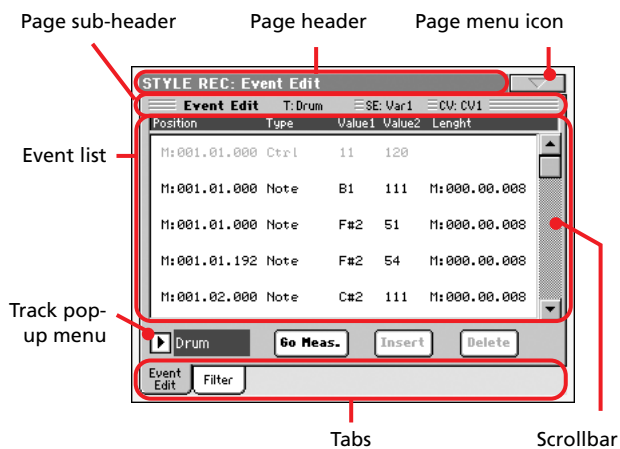 Page sub-header Page header Page menu icon
STYLE REC: Event Edit
Event Edit T: Drum SE: Var1 CV: CV1
Position Type Value1 Value2 Lenght
Event list
M:001.01.000 Ctrl 11 120
M:001.01.000 Note B1 111 M:000.00.008
M:001.01.000 Note F#2 51 M:000.00.008
M:001.01.192 Note F#2 54 M:000.00.008
M:001.02.000 Note C#2 111 M:000.00.008
Track pop-
up menu
Drum Go Meas. Insert Delete
Event
Edit
Filter
Tabs Scrollbar